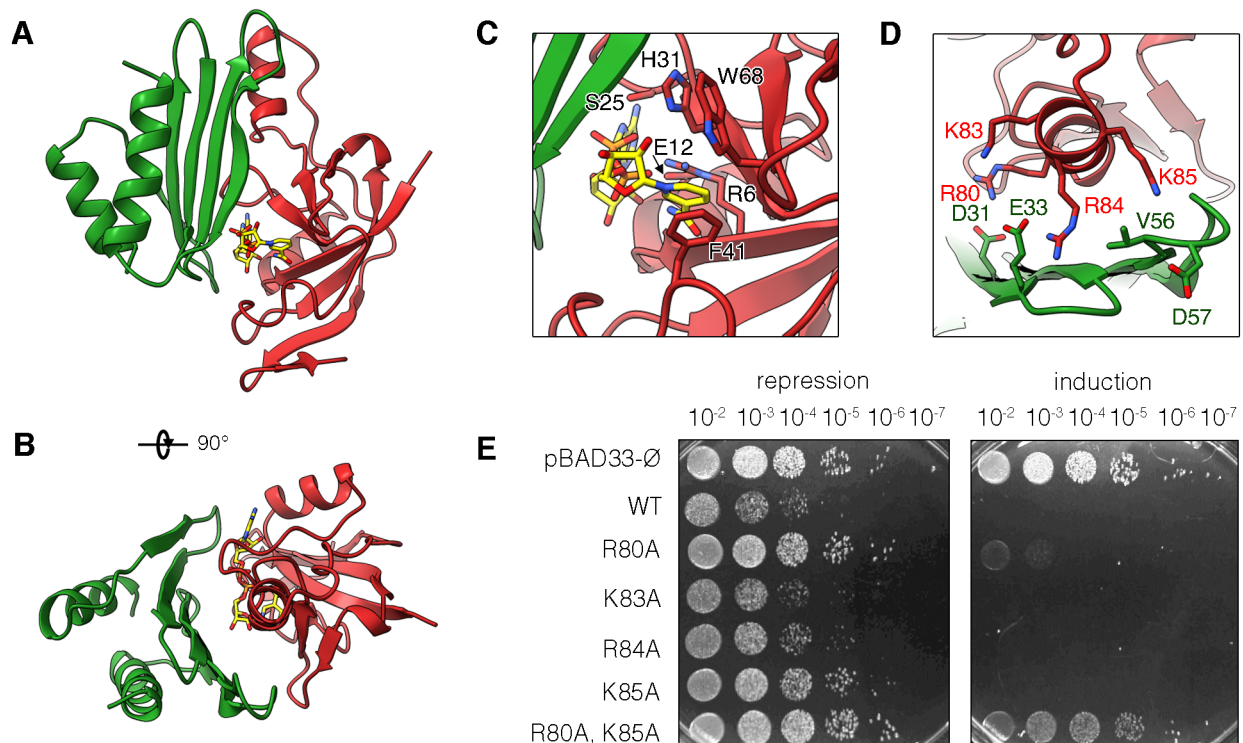 A
C
D
H31
W68
S25
E12
R6
F41
K83
R80
D31
E33
R84
K85
V56
D57
B
90°
E
repression
induction
10-2 10-3 10-4 10-5 10-6 10-7
10-2 10-3 10-4 10-5 10-6 10-7
pBAD33-Ø
WT
R80A
K83A
R84A
K85A
R80A, K85A